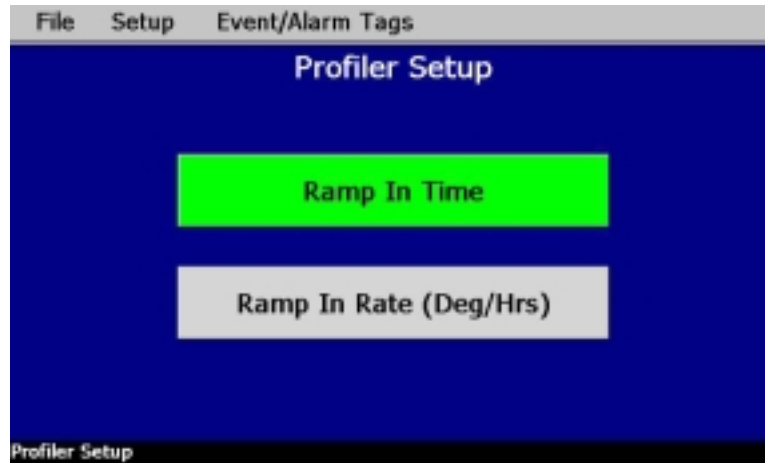 File Setup Event/Alarm Tags
Profiler Setup
Ramp In Time
Ramp In Rate (Deg/Hrs)
Profiler Setup